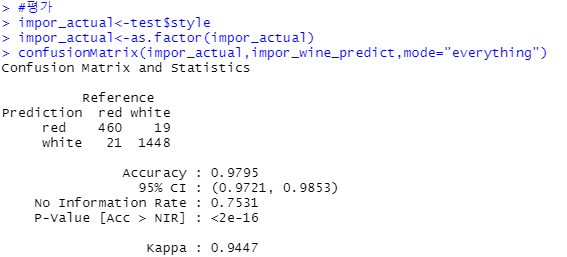 > #평가
> impor_actual<-test$style
> impor_actual<-as.factor(impor_actual)
> confusionMatrix(impor_actual,impor_wine_predict,mode="everything")
Confusion Matrix and Statistics
Reference
Prediction red white
red 460 19
white 21 1448
Accuracy : 0.9795
95% CI : (0.9721, 0.9853)
No Information Rate : 0.7531
P-Value [Acc > NIR] : <2e-16
Kappa : 0.9447